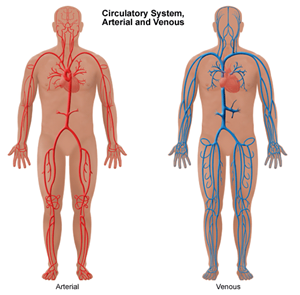 Circulatory System,
Arterial and Venous
Arterial
Venous